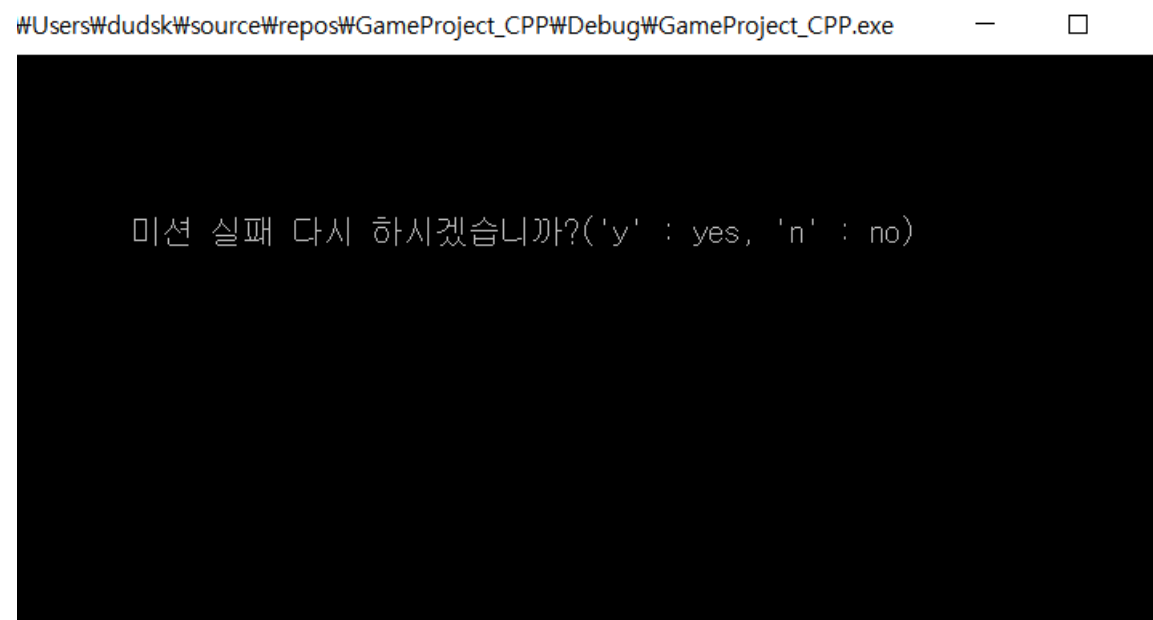 ₩Users₩dudsk₩source₩repos₩GameProject_CPP₩Debug₩GameProject_CPP.exe
미션 실패 다시 하시겠습니까?('y' : yes, 'n' : no)